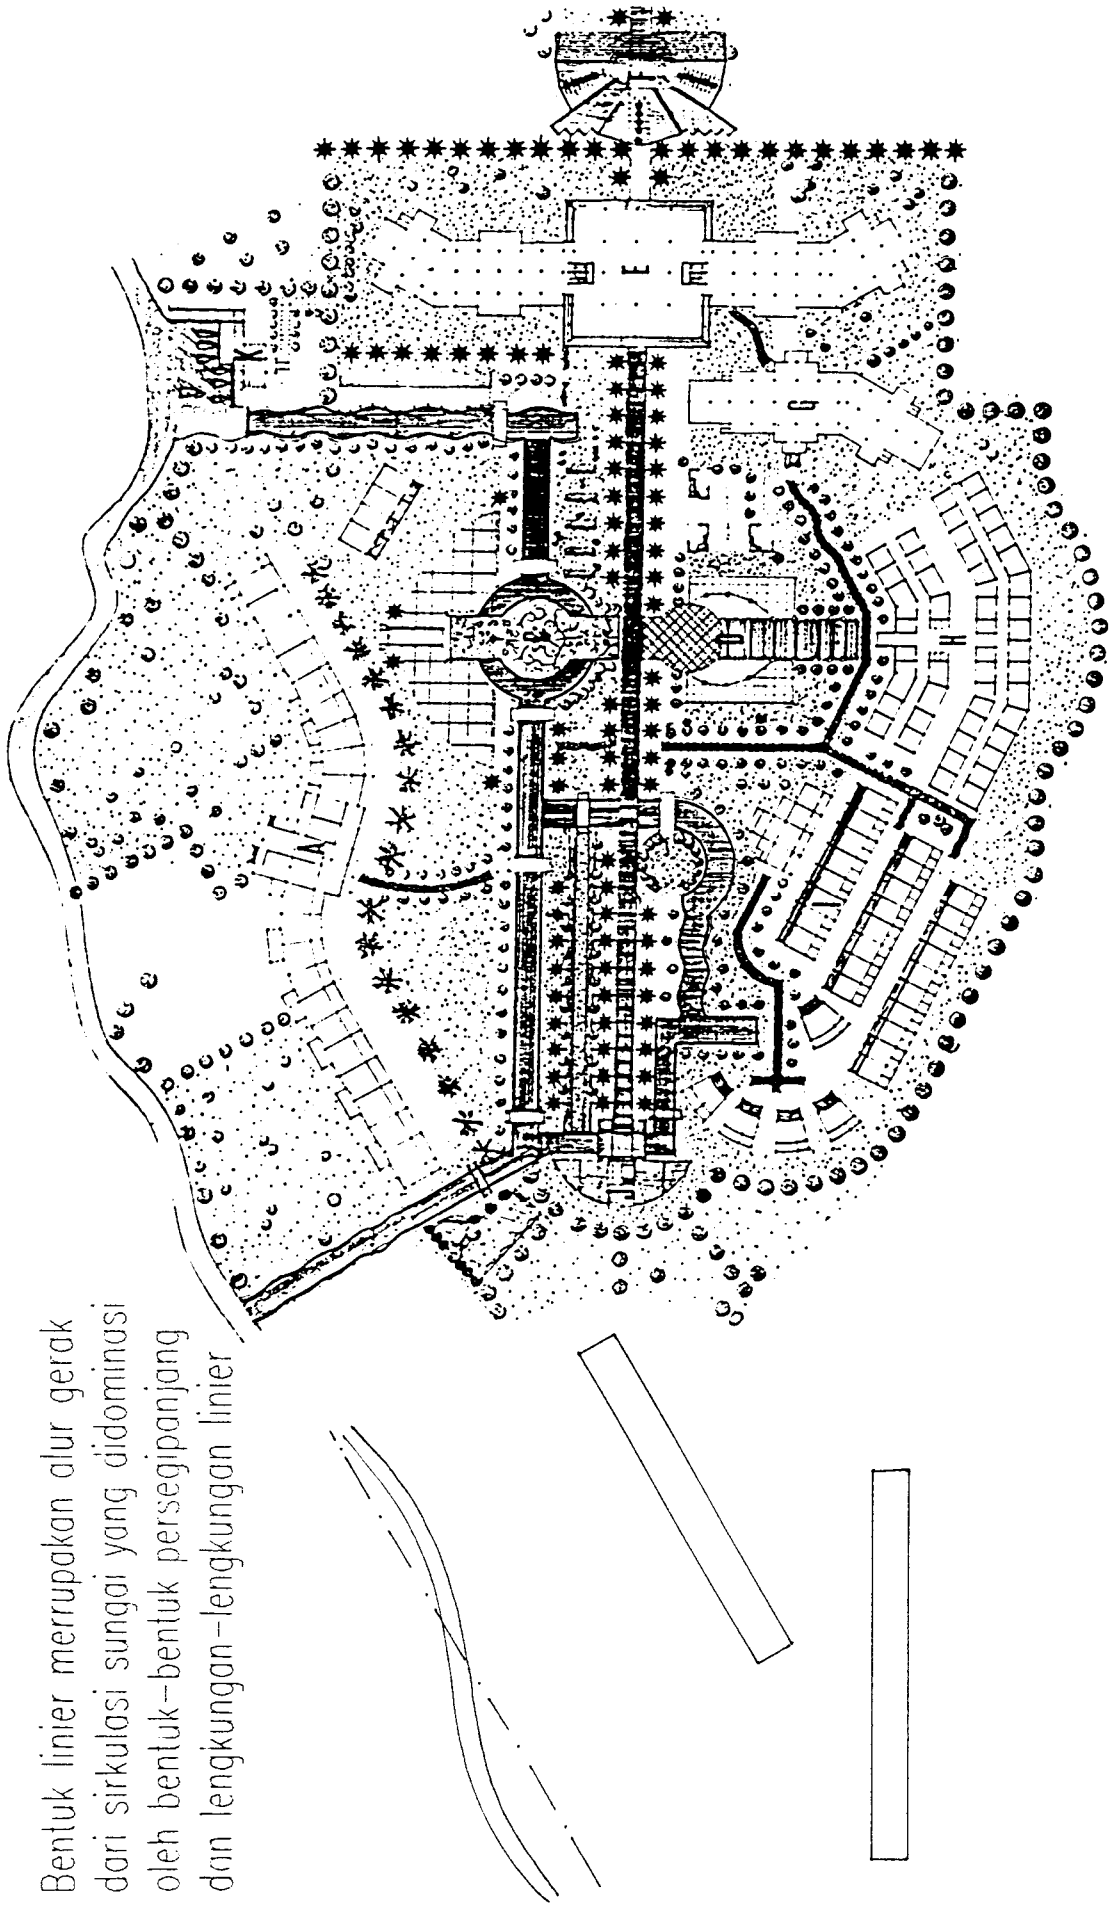 Bentuk linier merrupakan alur gerak
dari sirkulasi sungai yang didominasi
oleh bentuk-bentuk persegipanjang
dan lengkungan-lengkungan linier
E
K
G
D
H
A
J